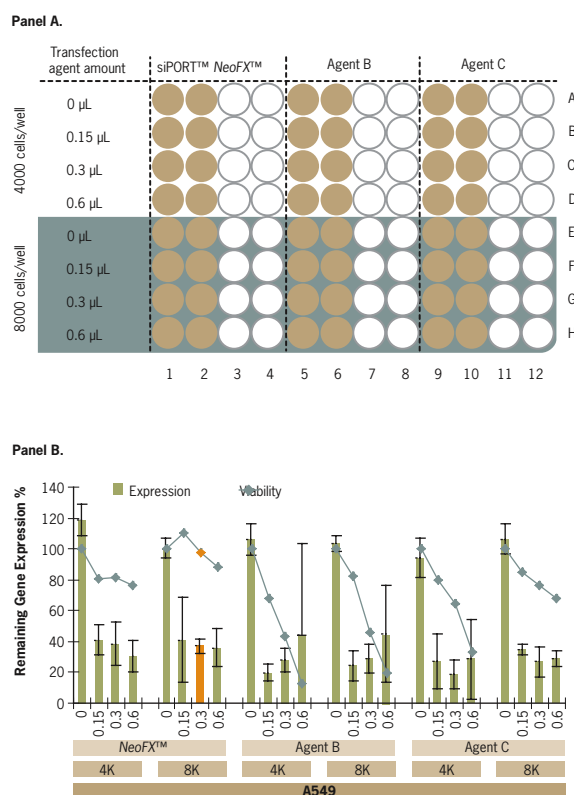 Panel A.
Transfection
agent amount
siPORT™ NeoFX™
Agent B
Agent C
4000 cells/well
0 µL
A
0.15 µL
B
0.3 µL
C
0.6 µL
D
8000 cells/well
0 µL
E
0.15 µL
F
0.3 µL
G
0.6 µL
H
1 2 3 4 5 6 7 8 9 10 11 12
Panel B.
Remaining Gene Expression %
Expression
Viability
140
120
100
80
60
40
20
0
0 0.15 0.3 0.6 0 0.15 0.3 0.6 0 0.15 0.3 0.6 0 0.15 0.3 0.6 0 0.15 0.3 0.6 0 0.15 0.3 0.6
NeoFX™ Agent B Agent C
4K 8K 4K 8K 4K 8K
A549